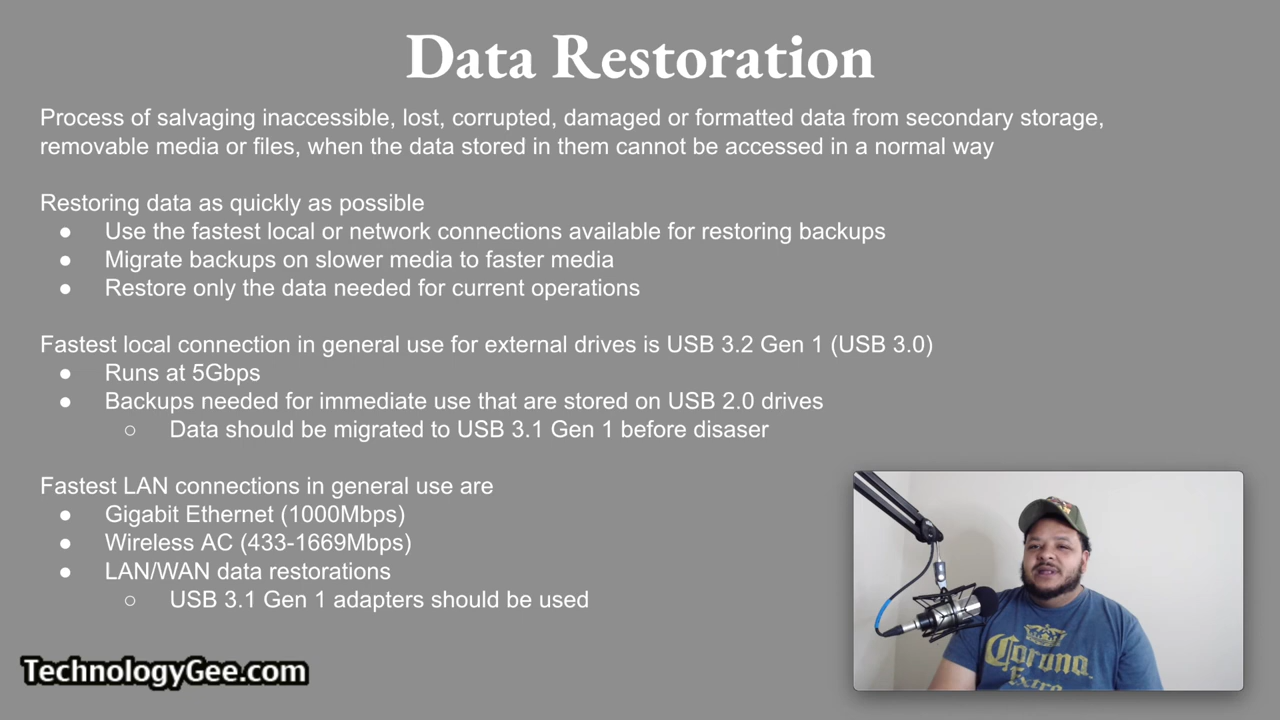 Data Restoration
Process of salvaging inaccessible, lost, corrupted, damaged or formatted data from secondary storage,
removable media or files, when the data stored in them cannot be accessed in a normal way
Restoring data as quickly as possible
● Use the fastest local or network connections available for restoring backups
● Migrate backups on slower media to faster media
● Restore only the data needed for current operations
Fastest local connection in general use for external drives is USB 3.2 Gen 1 (USB 3.0)
● Runs at 5Gbps
● Backups needed for immediate use that are stored on USB 2.0 drives
○ Data should be migrated to USB 3.1 Gen 1 before disaser
Fastest LAN connections in general use are
● Gigabit Ethernet (1000Mbps)
● Wireless AC (433-1669Mbps)
● LAN/WAN data restorations
○ USB 3.1 Gen 1 adapters should be used
Corona
Extra
TechnologyGee.com